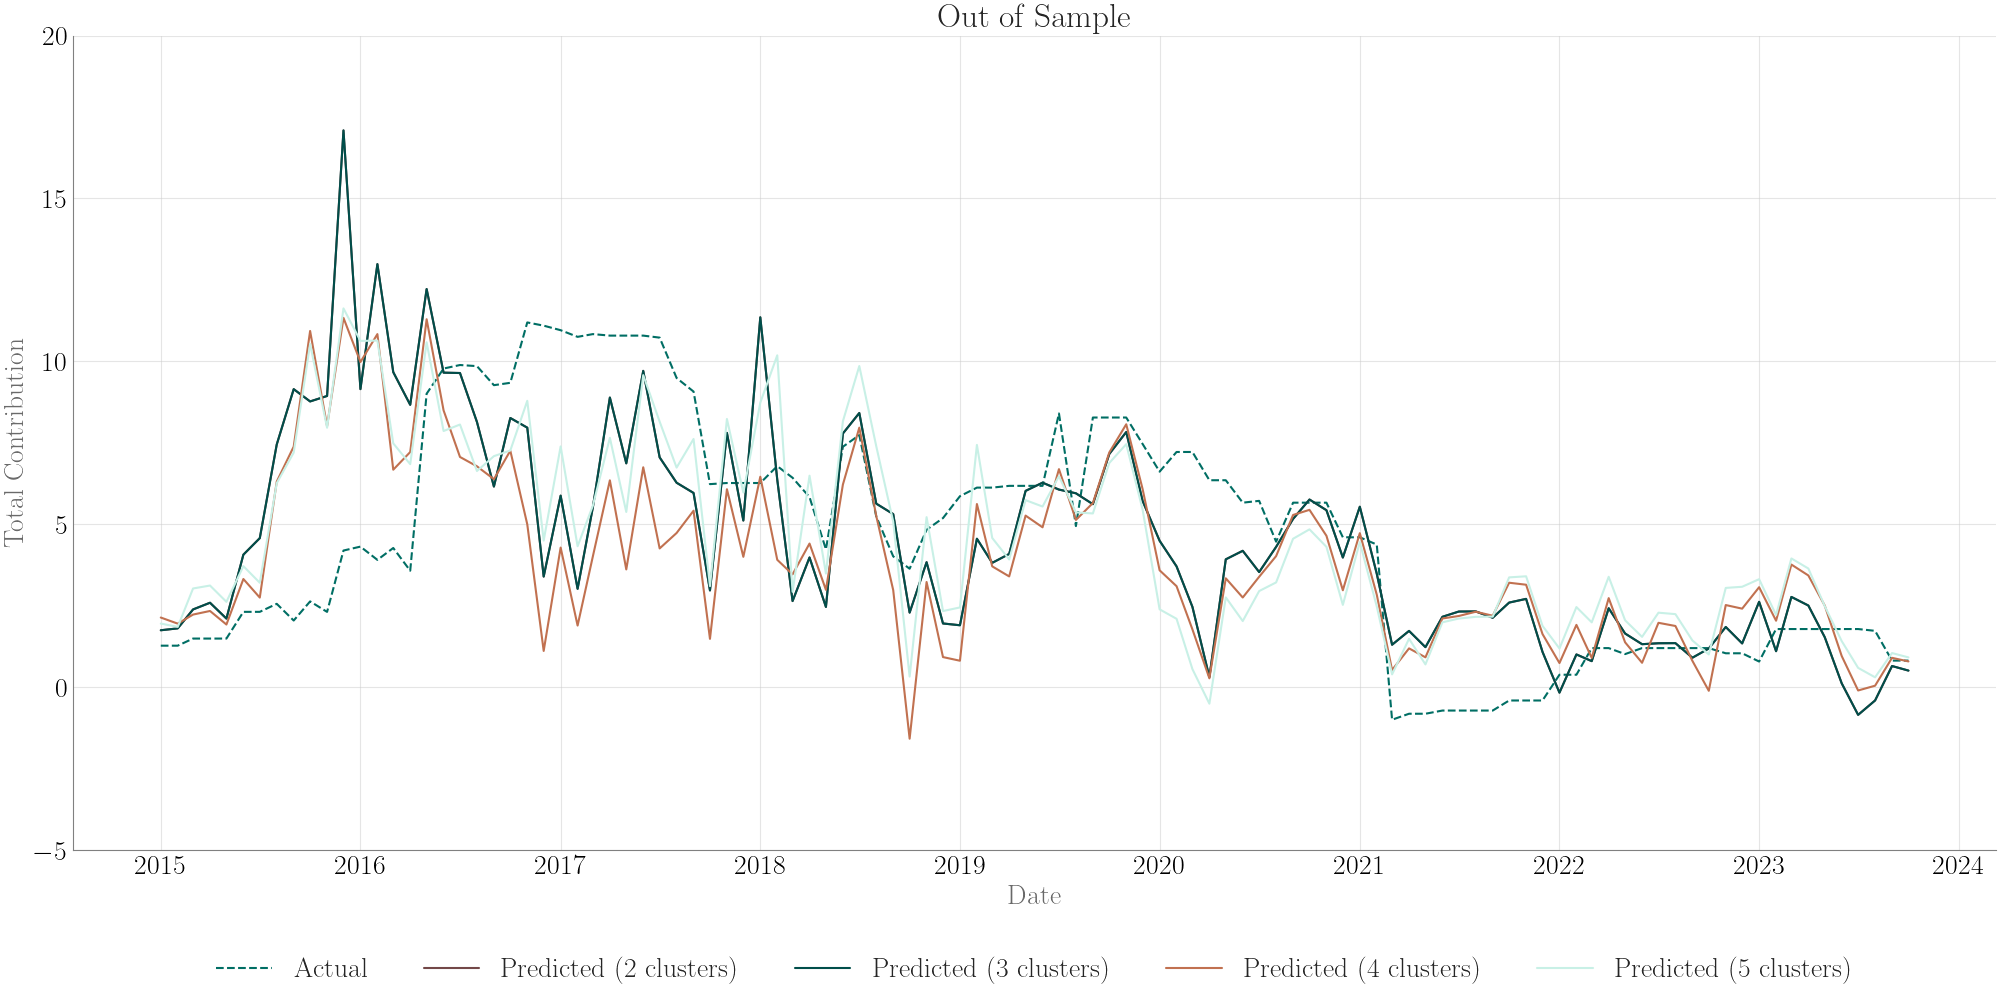 Out of Sample
Total Contribution
20
15
10
5
0
−5
2015 2016 2017 2018 2019 2020 2021 2022 2023 2024
Date
Actual Predicted (2 clusters) Predicted (3 clusters) Predicted (4 clusters) Predicted (5 clusters)